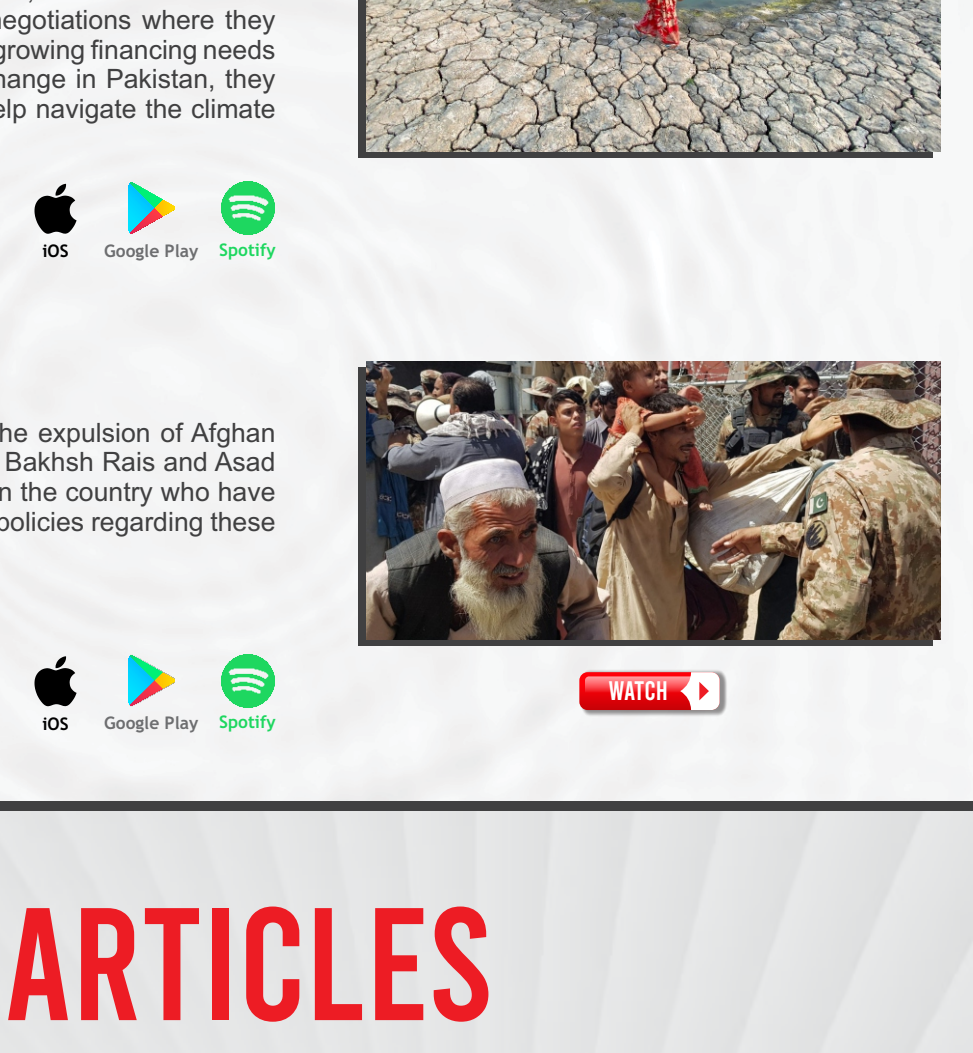 negotiations where they
growing financing needs
hange in Pakistan, they
elp navigate the climate
iOS
Google Play
Spotify
he expulsion of Afghan
Bakhsh Rais and Asad
n the country who have
policies regarding these
iOS
Google Play
Spotify
WATCH
ARTICLES